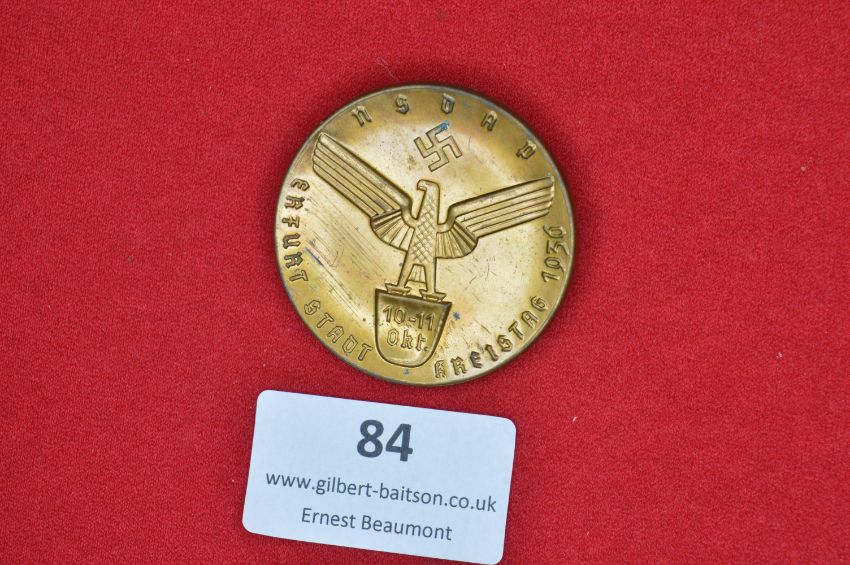 NSDAP
ERFURT STADT KREISTAG 1936
10.-11
Okt.
84
www.gilbert-baitson.co.uk
Ernest Beaumont